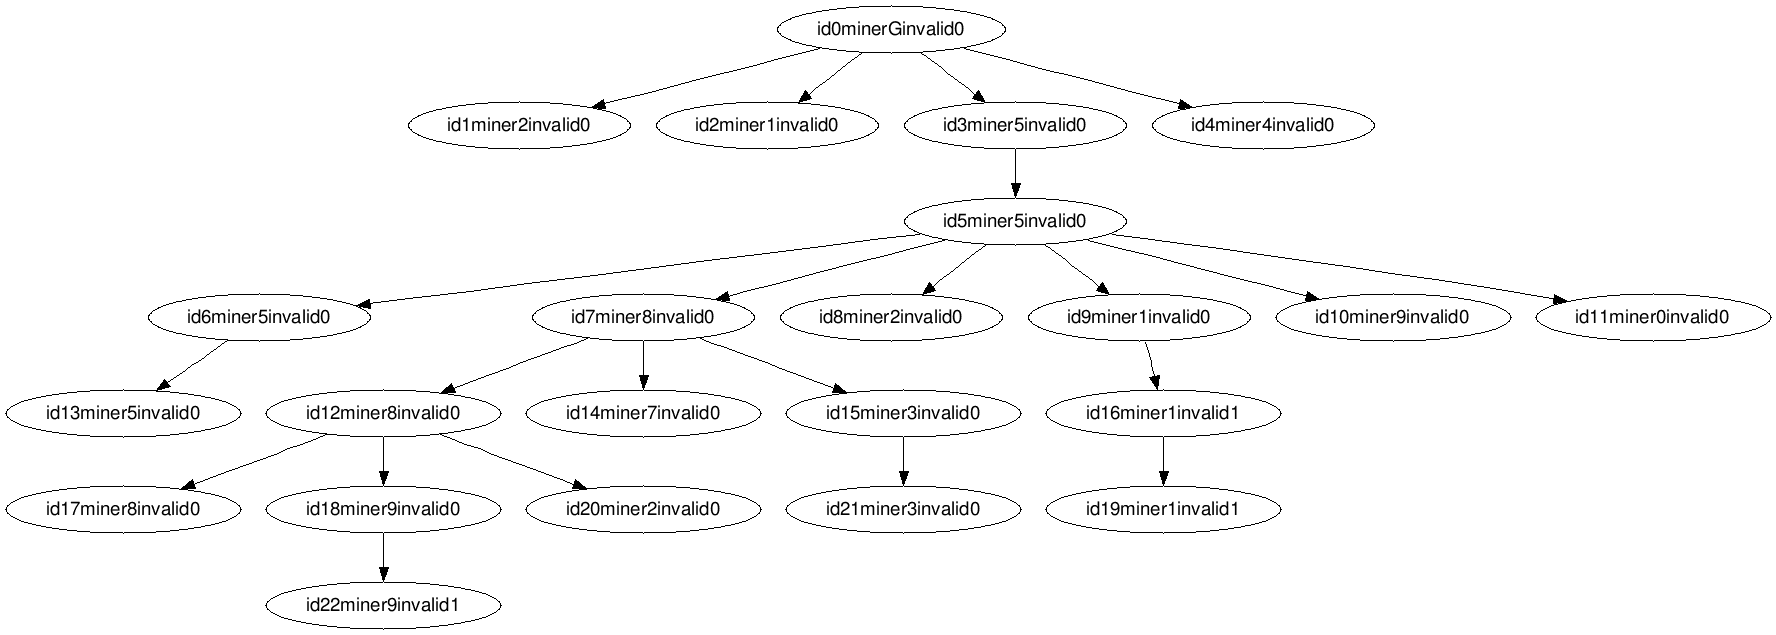 id0minerGinvalid0
id1miner2invalid0
id2miner1invalid0
id3miner5invalid0
id4miner4invalid0
id5miner5invalid0
id6miner5invalid0
id7miner8invalid0
id8miner2invalid0
id9miner1invalid0
id10miner9invalid0
id11miner0invalid0
id13miner5invalid0
id12miner8invalid0
id14miner7invalid0
id15miner3invalid0
id16miner1invalid1
id17miner8invalid0
id18miner9invalid0
id20miner2invalid0
id21miner3invalid0
id19miner1invalid1
id22miner9invalid1